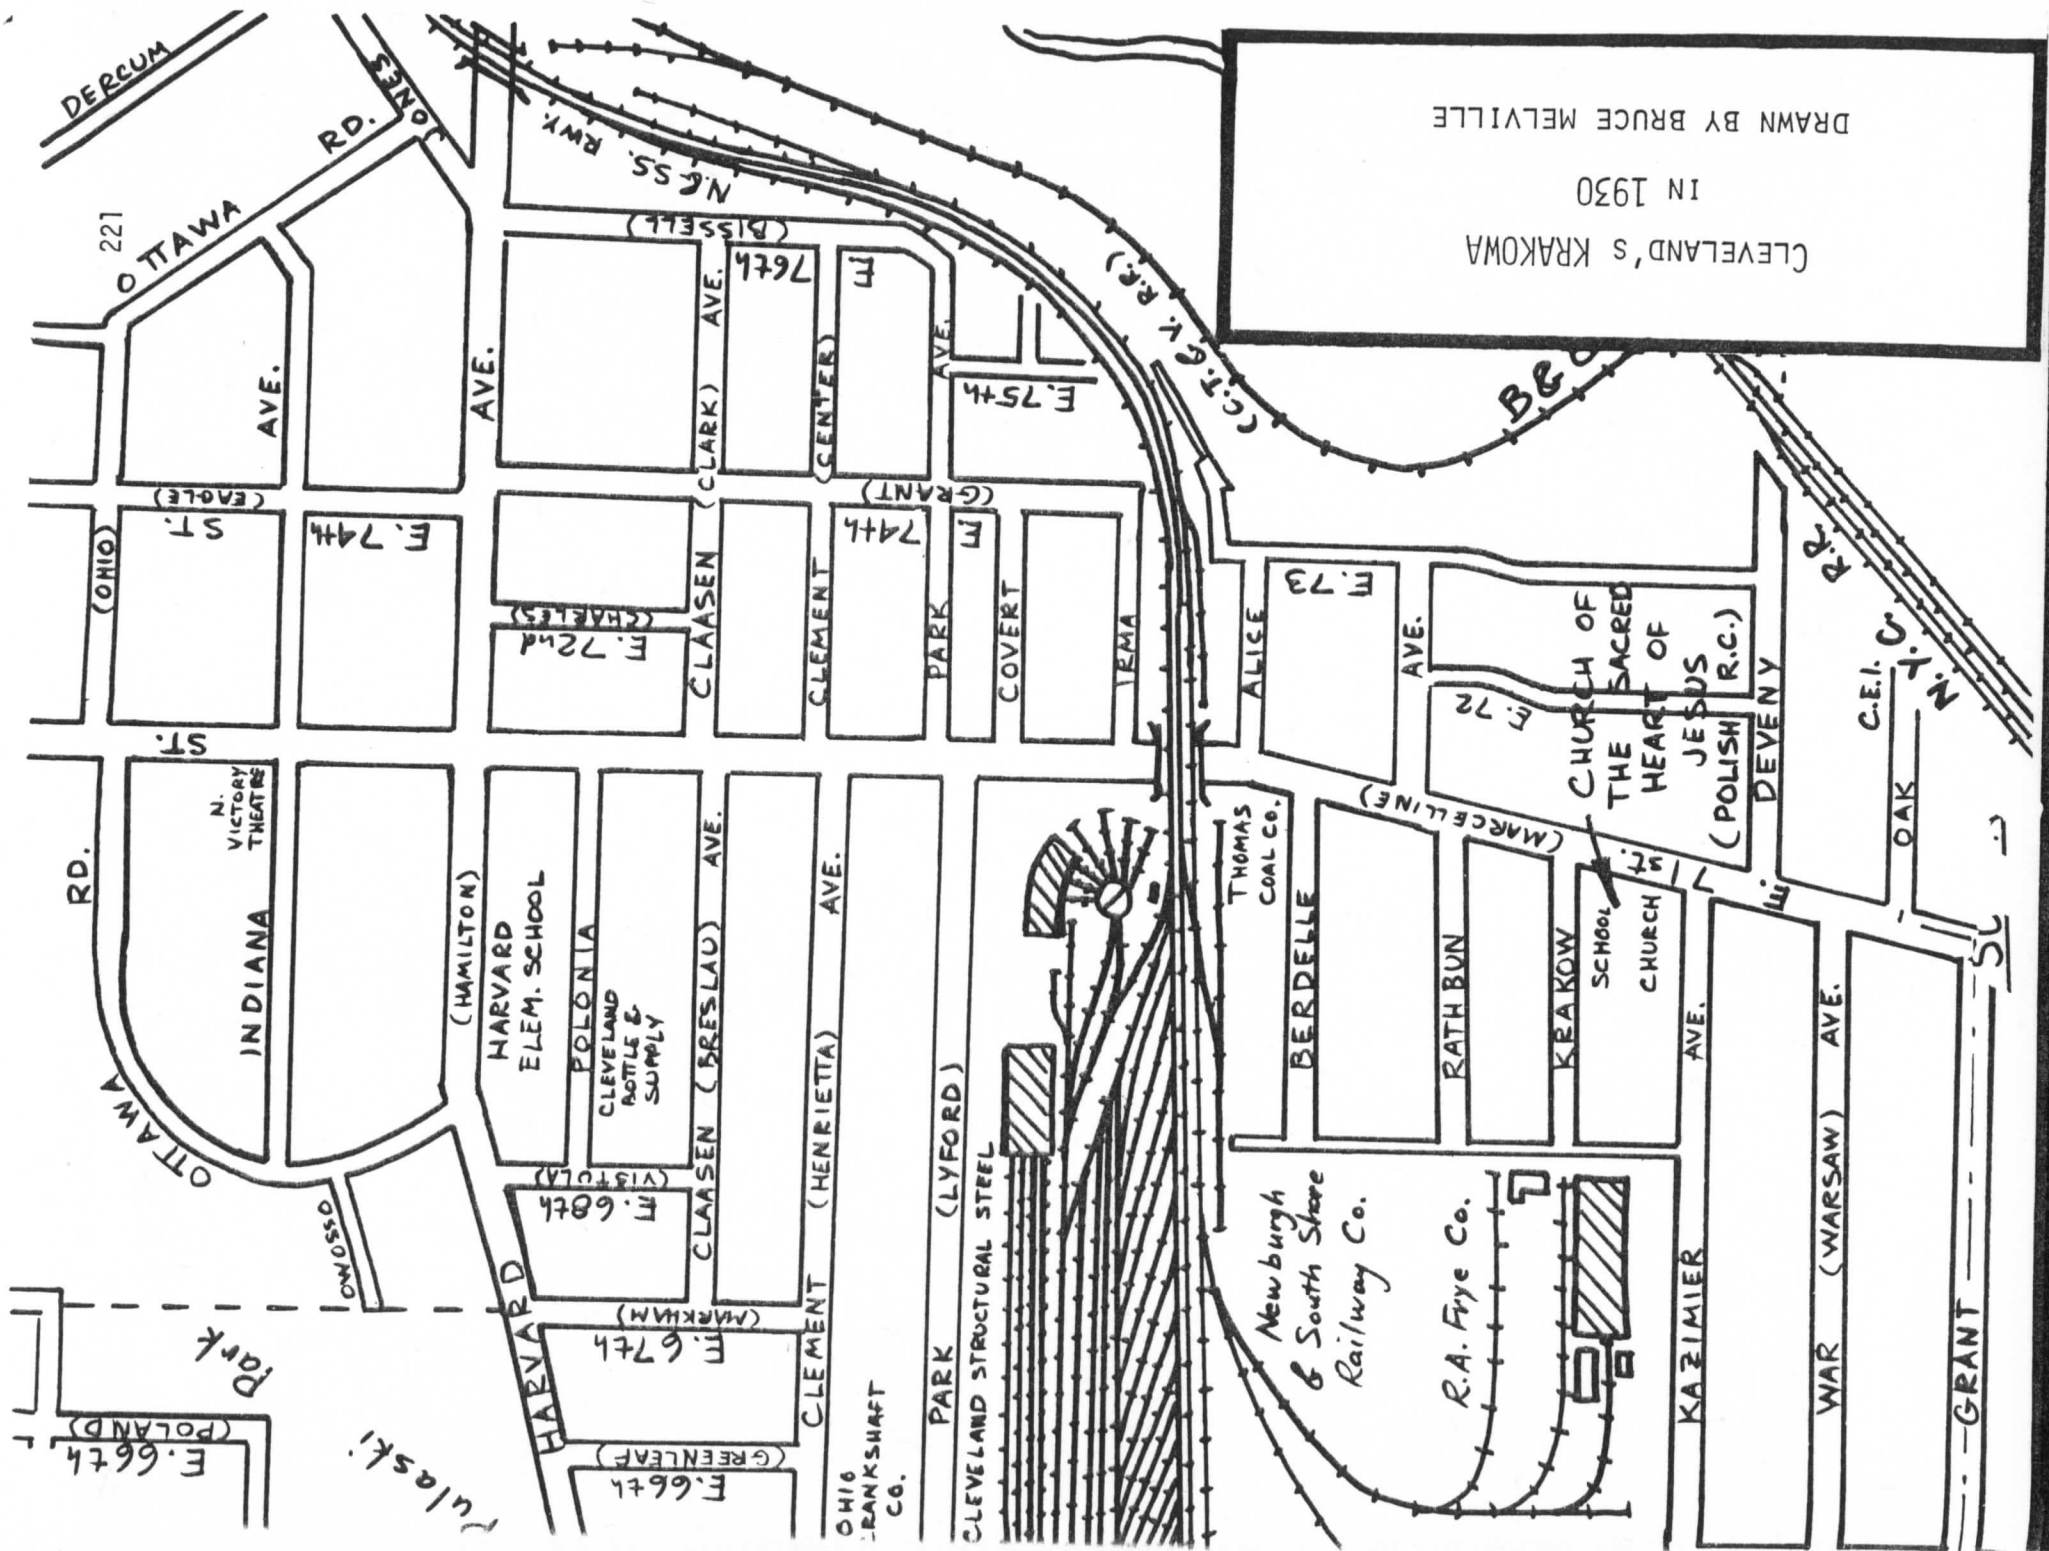 CLEVELAND's KRAKOWA
IN 1930
DRAWN BY BRUCE MELVILLE
DERCUM
JONES
RD.
OTTAWA
221
N.&SS. RWY.
(BISSELL)
E 76th
AVE.
(CENTER)
AVE.
E. 75th
(C.T. & V. R.R.)
B&O
R.R.
N.Y.C.
C.E.I.
AVE.
AVE.
(CLARK)
(EAGLE)
ST.
E. 74th
(GRANT)
E 74th
(OHIO)
(CHARLES)
E. 72nd
CLAASEN
CLEMENT
PARK
COVERT
IRMA
ALICE
E. 73
AVE.
E. 72
CHURCH OF
THE SACRED
HEART OF
JESUS
(POLISH R.C.)
DEVENY
OAK
ST.
N.
VICTORY
THEATRE
RD.
INDIANA
OTTAWA
(HAMILTON)
HARVARD
ELEM. SCHOOL
POLONIA
CLEVELAND
BOTTLE &
SUPPLY
AVE.
CLAASEN (BRESLAU)
AVE.
CLEMENT (HENRIETTA)
PARK (LYFORD)
CLEVELAND STRUCTURAL STEEL
THOMAS
COAL CO.
(MARCELLINE)
E. 71st.
BERDELLE
RATHBUN
KRAKOW
SCHOOL
CHURCH
AVE.
KAZIMIER
AVE.
WAR (WARSAW)
GRANT
(VISTULA)
E. 68th
OWOSSO
HARVARD
(MARKHAM)
E. 67th
(GREENLEAF)
E. 66th
(POLAND)
E. 66th
Pulaski Park
OHIO
CRANKSHAFT
CO.
Newburgh
& South Shore
Railway Co.
R.A. Frye Co.